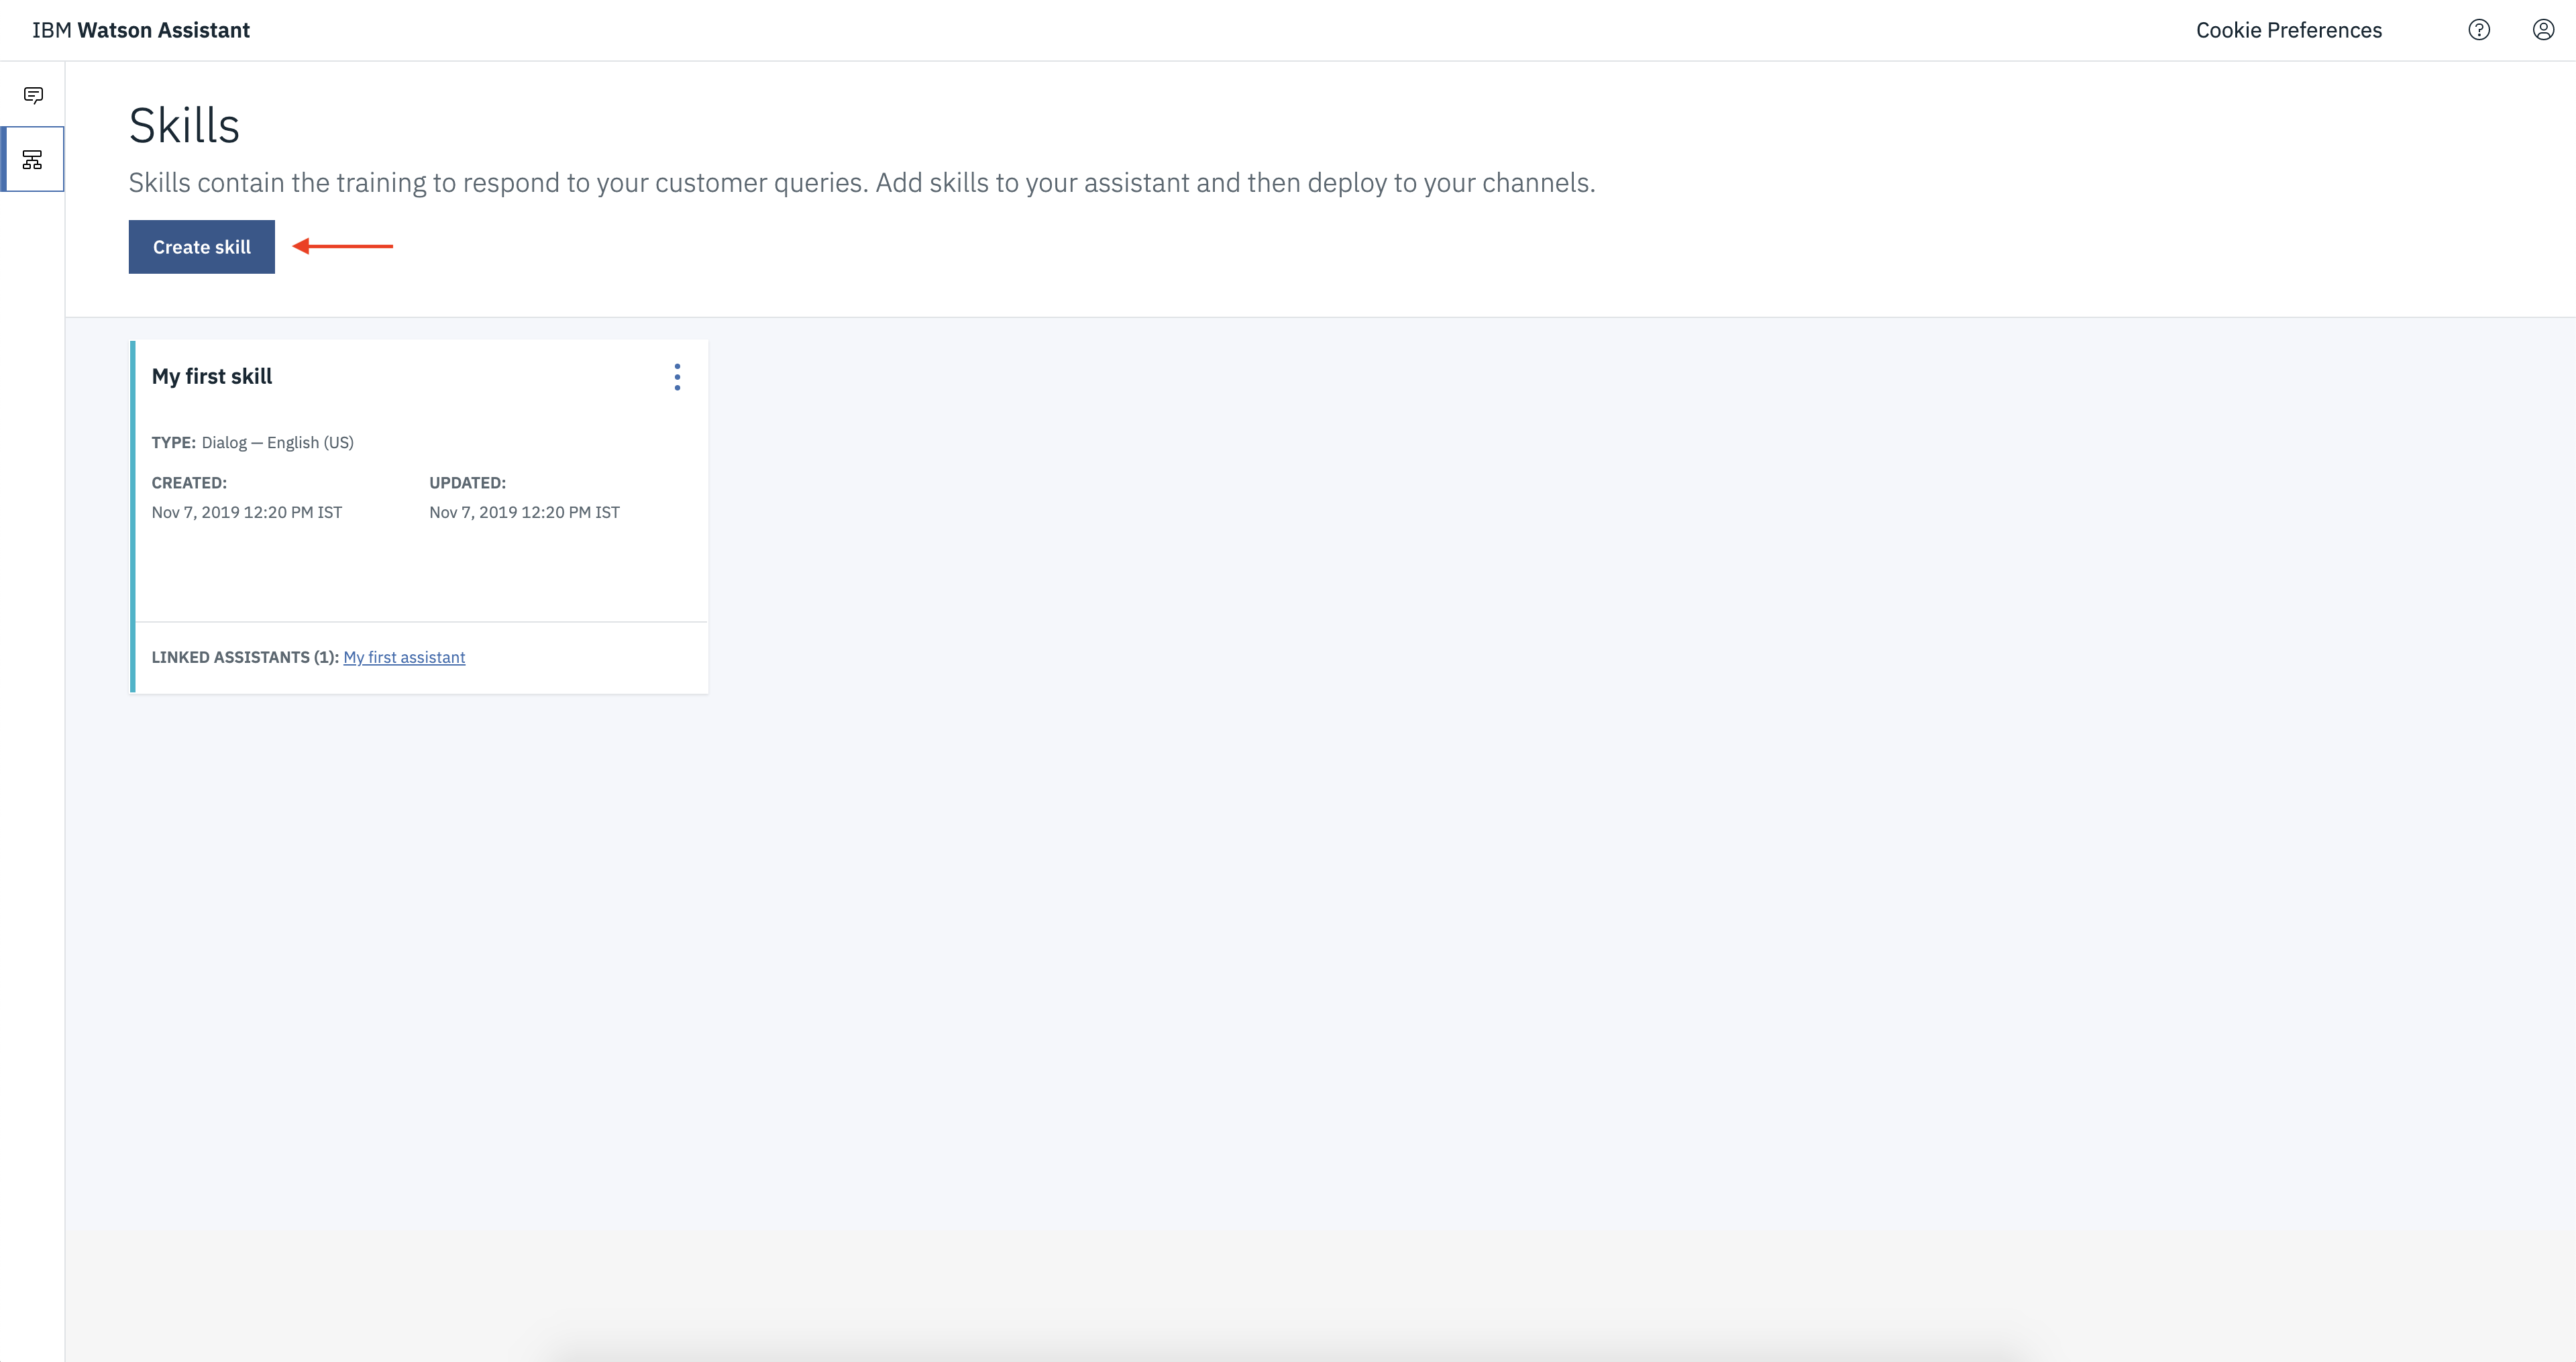 IBM Watson Assistant
Cookie Preferences
Skills
Skills contain the training to respond to your customer queries. Add skills to your assistant and then deploy to your channels.
Create skill
My first skill
TYPE: Dialog — English (US)
CREATED:
UPDATED:
Nov 7, 2019 12:20 PM IST
Nov 7, 2019 12:20 PM IST
LINKED ASSISTANTS (1): My first assistant